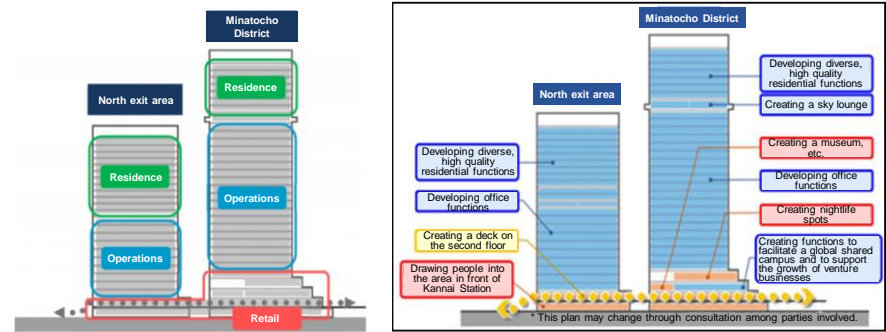 Minatocho
District
North exit area
Residence
Residence
Operations
Operations
Retail
Minatocho District
North exit area
Developing diverse,
high quality
residential functions
Developing office
functions
Creating a deck on
the second floor
Drawing people into
the area in front of
Kannai Station
Developing diverse,
high quality
residential functions
Creating a sky lounge
Creating a museum,
etc.
Developing office
functions
Creating nightlife
spots
Creating functions to
facilitate a global shared
campus and to support
the growth of venture
businesses
* This plan may change through consultation among parties involved.